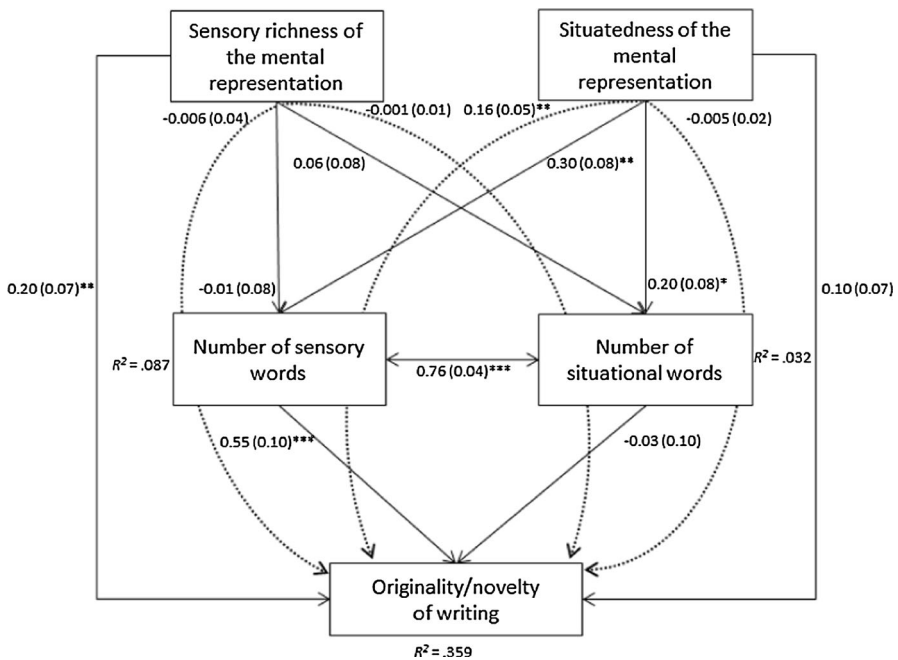 Sensory richness of
the mental
representation
Situatedness of the
mental
representation
-0.006 (0.04)
-0.001 (0.01)
0.16 (0.05)**
-0.005 (0.02)
0.06 (0.08)
0.30 (0.08)**
0.20 (0.07)**
-0.01 (0.08)
0.20 (0.08)*
0.10 (0.07)
R² = .087
Number of sensory
words
0.76 (0.04)***
Number of
situational words
R² = .032
0.55 (0.10)***
-0.03 (0.10)
Originality/novelty
of writing
R² = .359